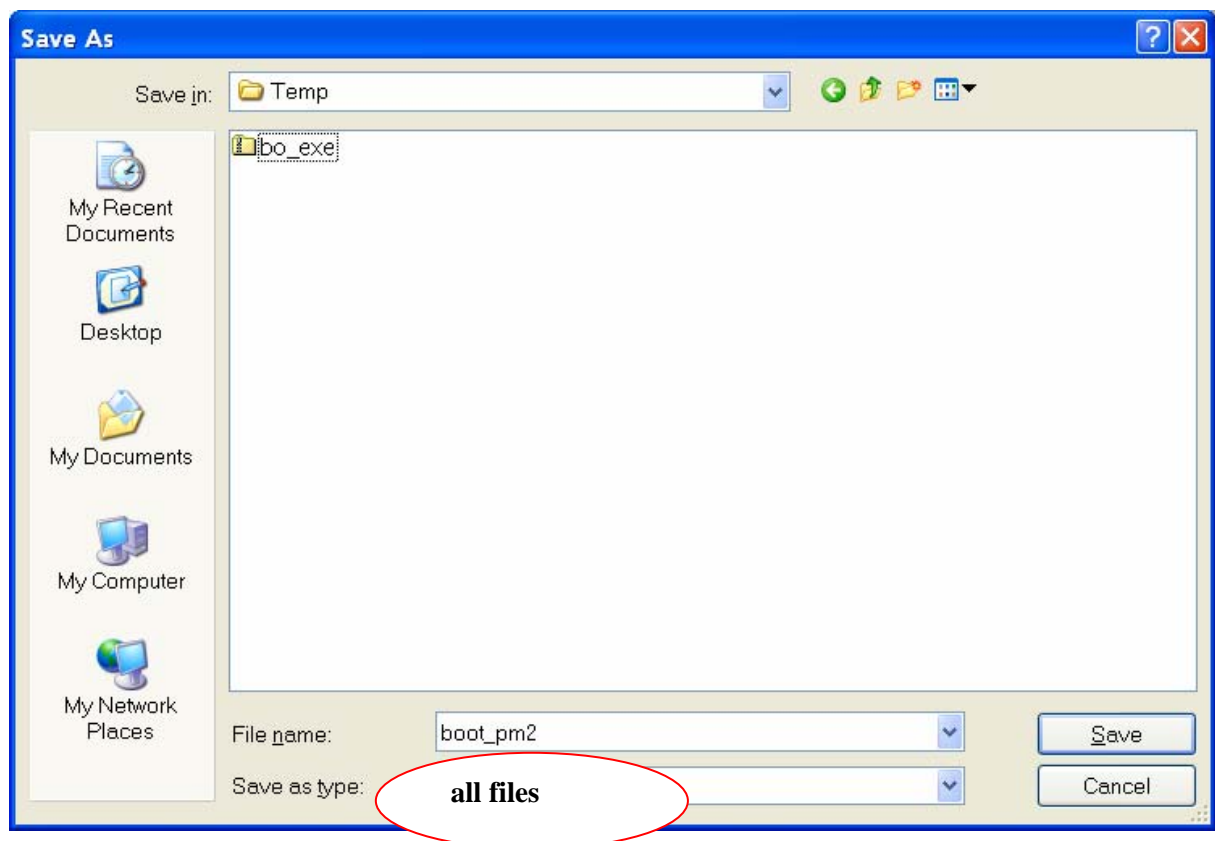 Save As
Save in:
Temp
bo_exe
My Recent
Documents
Desktop
My Documents
My Computer
My Network
Places
File name:
boot_pm2
Save
Save as type:
all files
Cancel